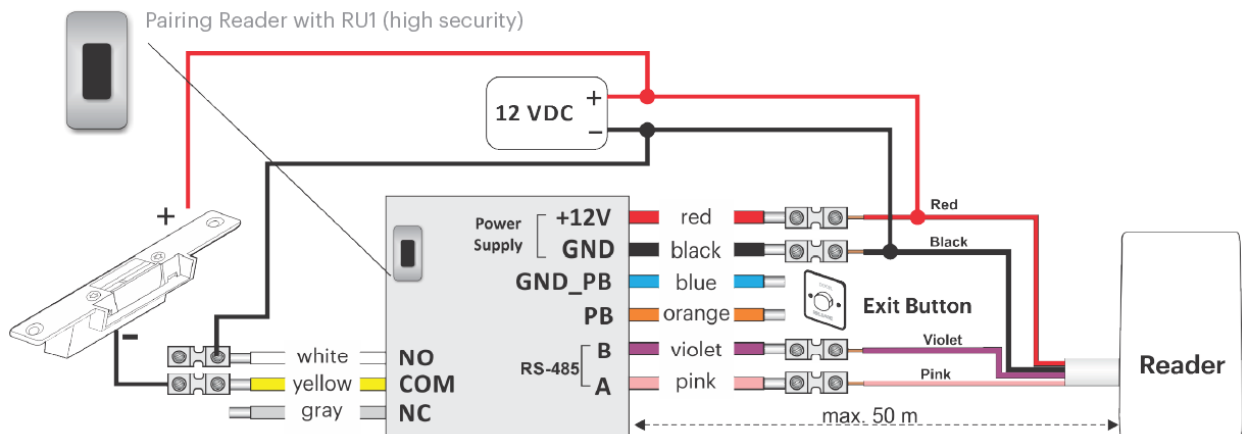 Pairing Reader with RU1 (high security)
+
12 VDC
−
+
Power
Supply
+12V
red
Red
GND
black
Black
GND_PB
blue
PB
orange
Exit Button
−
white
NO
RS-485
B
violet
Violet
yellow
COM
A
pink
Pink
Reader
gray
NC
max. 50 m